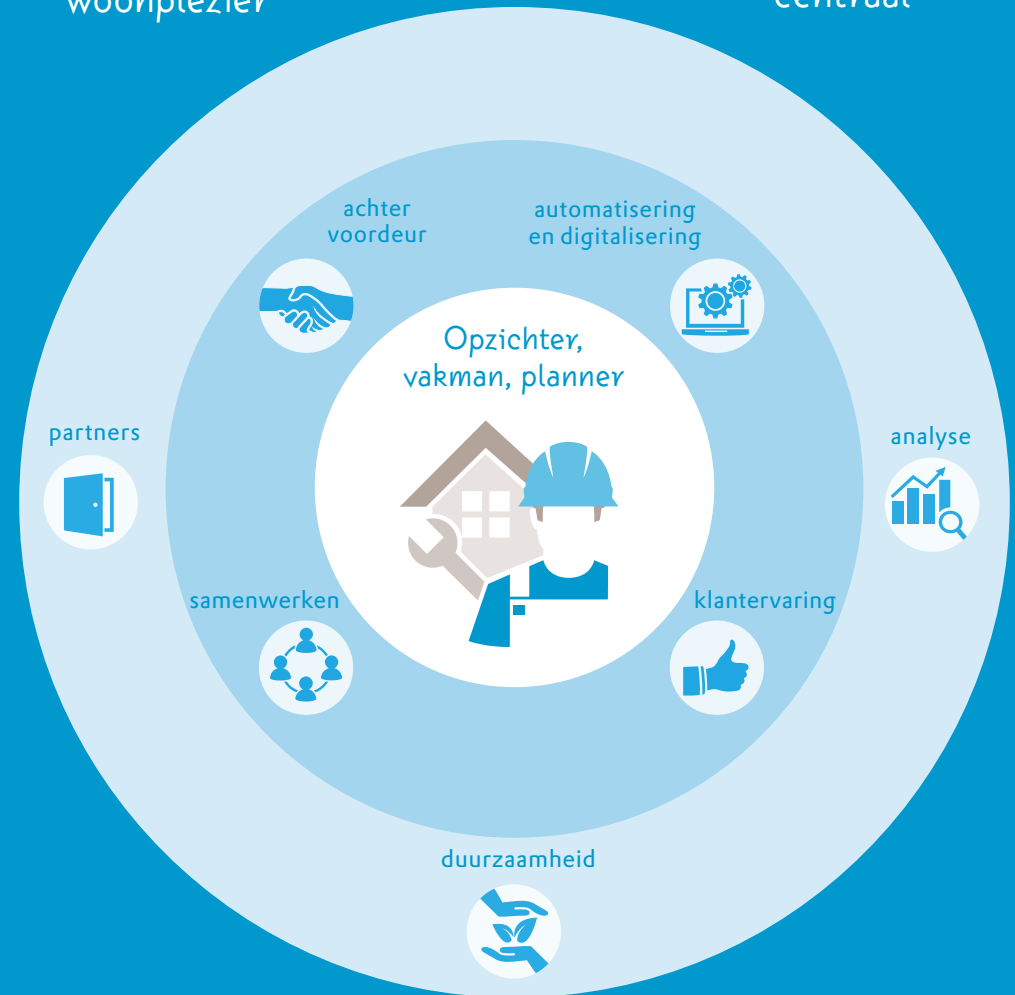 woonplezier
centraal
achter
voordeur
automatisering
en digitalisering
Opzichter,
vakman, planner
partners
analyse
samenwerken
klantervaring
duurzaamheid